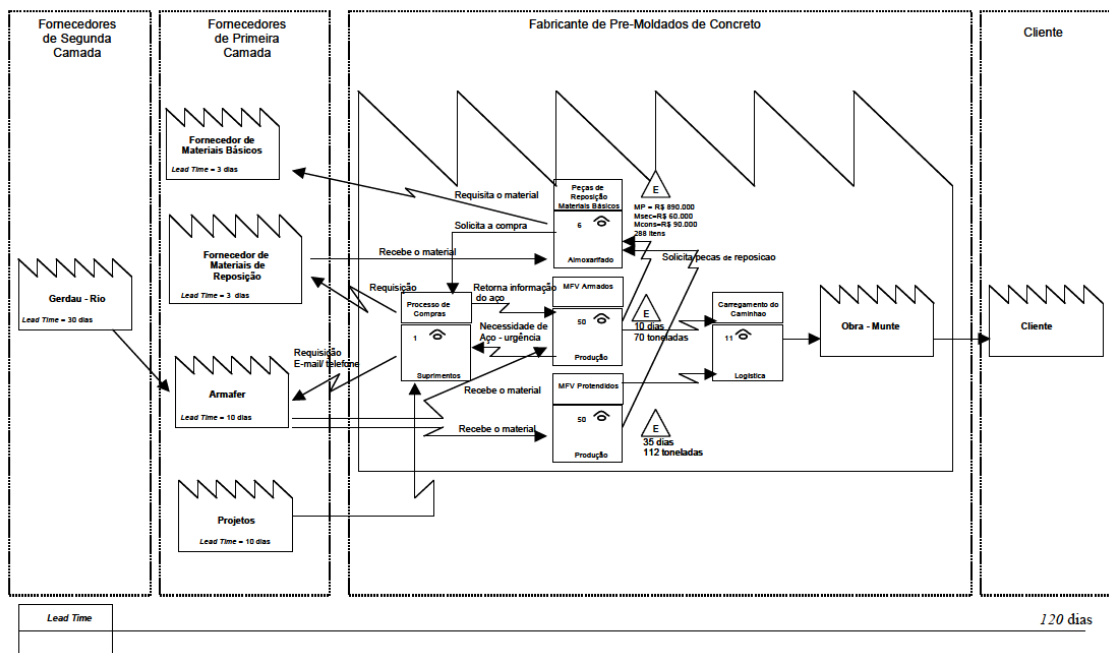 Fornecedores
de Segunda
Camada
Fornecedores
de Primeira
Camada
Fabricante de Pre-Moldados de Concreto
Cliente
Fornecedor de
Materiais Básicos
Lead Time = 3 dias
Requisita o material
Peças de
Reposição
Materiais Básicos
6
Almoxarifado
E
MP = R$ 890.000
Msec=R$ 60.000
Mcons=R$ 90.000
288 itens
Solicita a compra
Fornecedor de
Materiais de
Reposição
Lead Time = 3 dias
Recebe o material
Solicita peças de reposicao
Gerdau - Rio
Lead Time = 30 dias
Requisição
Processo de
Compras
1
Suprimentos
Retorna informação
do aço
MFV Armados
50
Produção
E
10 dias
70 toneladas
Necessidade de
Aço - urgência
Carregamento do
Caminhao
11
Logística
Obra - Munte
Cliente
Requisição
E-mail/ telefone
Armafer
Lead Time = 10 dias
Recebe o material
MFV Protendidos
50
Produção
Recebe o material
E
35 dias
112 toneladas
Projetos
Lead Time = 10 dias
Lead Time
120 dias